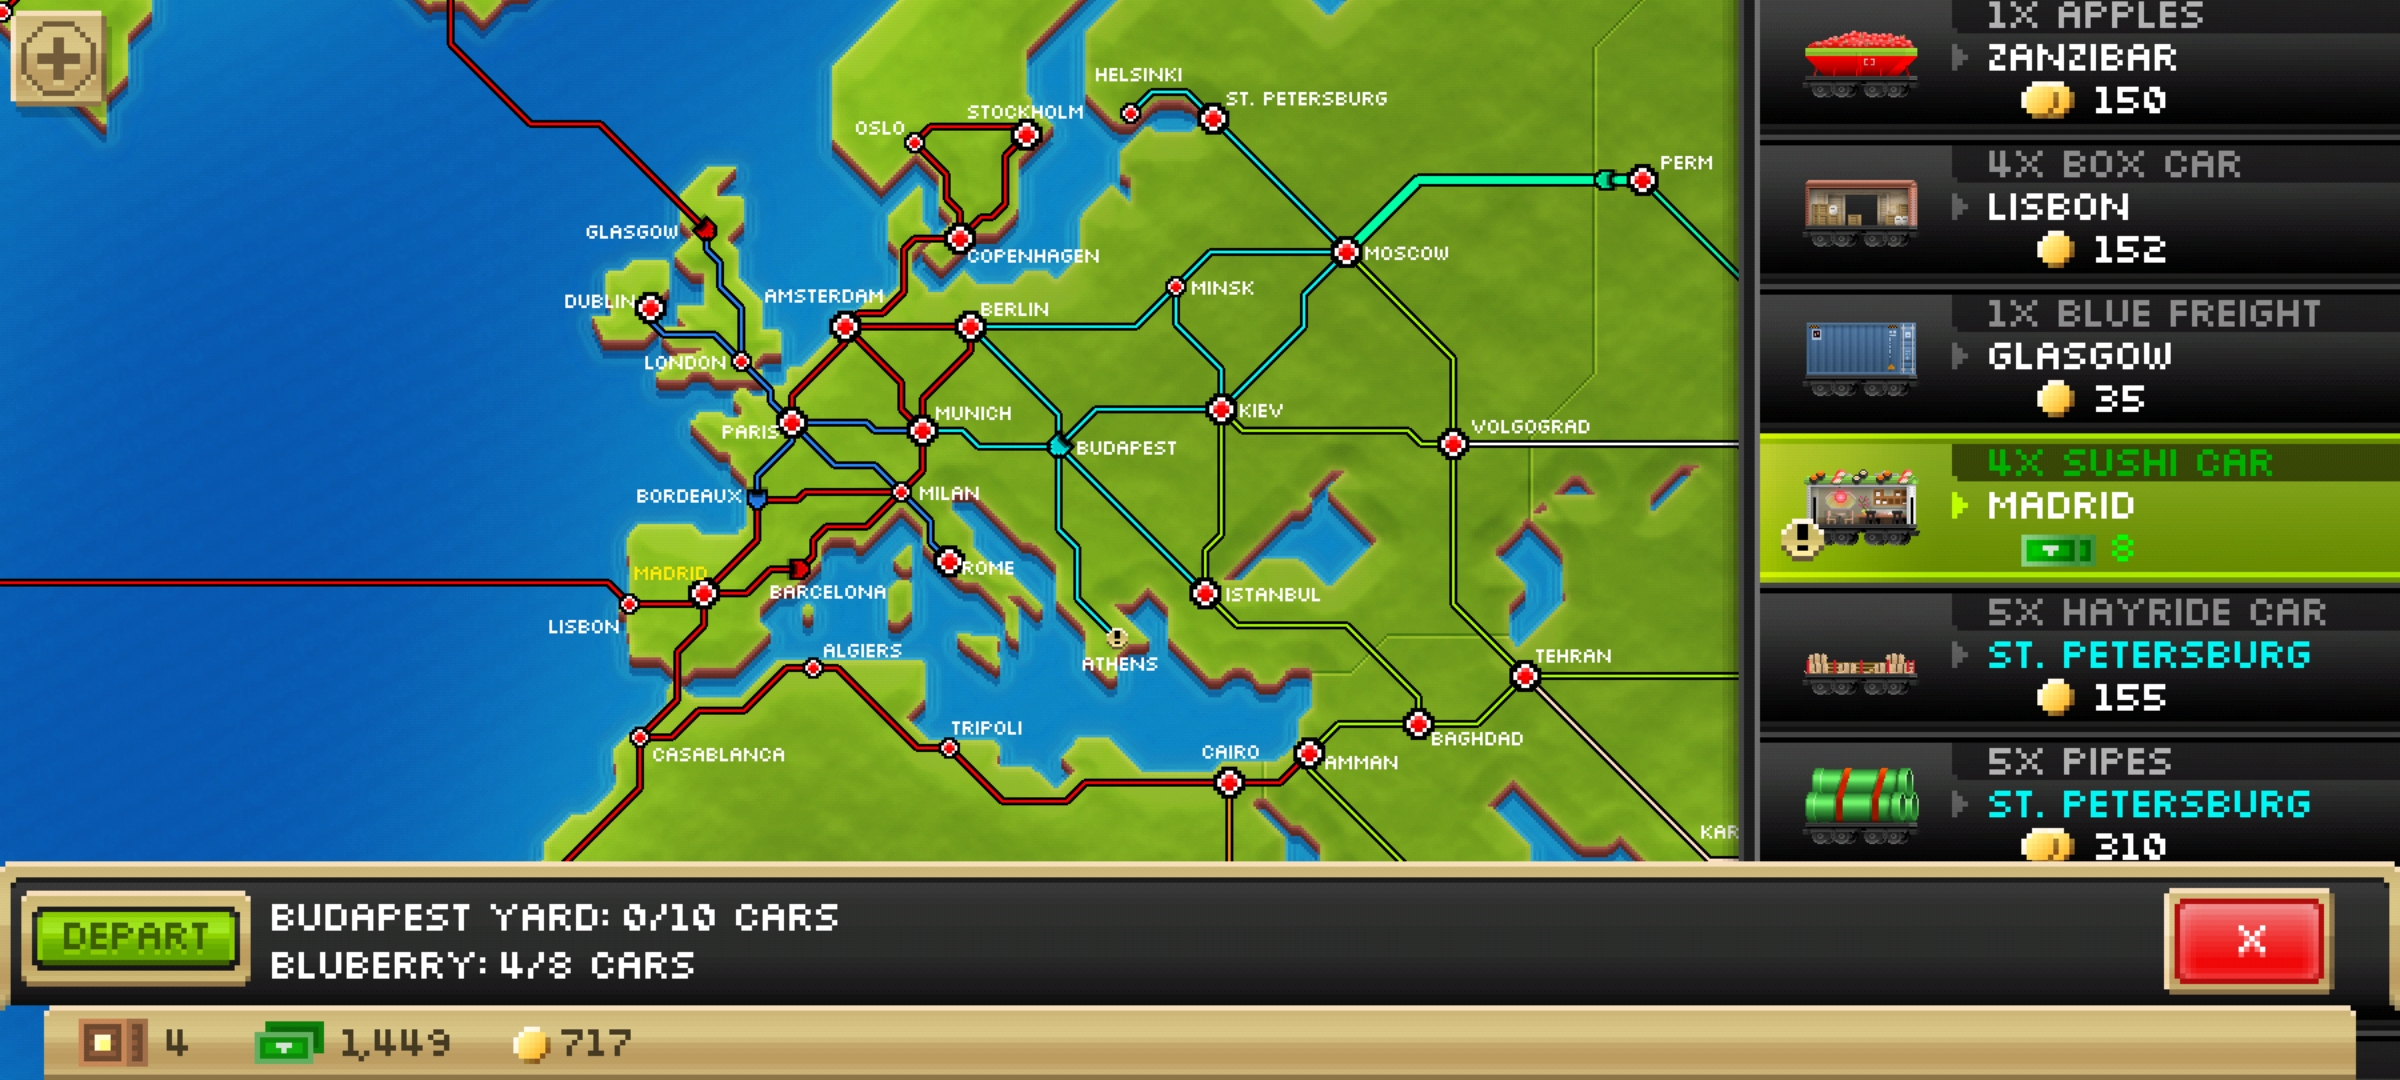 HELSINKI
ST. PETERSBURG
STOCKHOLM
OSLO
PERM
GLASGOW
COPENHAGEN
MOSCOW
MINSK
DUBLIN
AMSTERDAM
BERLIN
LONDON
MUNICH
KIEV
PARIS
VOLGOGRAD
BUDAPEST
BORDEAUX
MILAN
MADRID
ROME
BARCELONA
ISTANBUL
LISBON
ALGIERS
ATHENS
TEHRAN
TRIPOLI
CASABLANCA
CAIRO
BAGHDAD
AMMAN
KAR
1X APPLES
ZANZIBAR
150
4X BOX CAR
LISBON
152
1X BLUE FREIGHT
GLASGOW
35
4X SUSHI CAR
MADRID
8
5X HAYRIDE CAR
ST. PETERSBURG
155
5X PIPES
ST. PETERSBURG
310
DEPART
BUDAPEST YARD: 0/10 CARS
BLUBERRY: 4/8 CARS
X
4
1,449
717